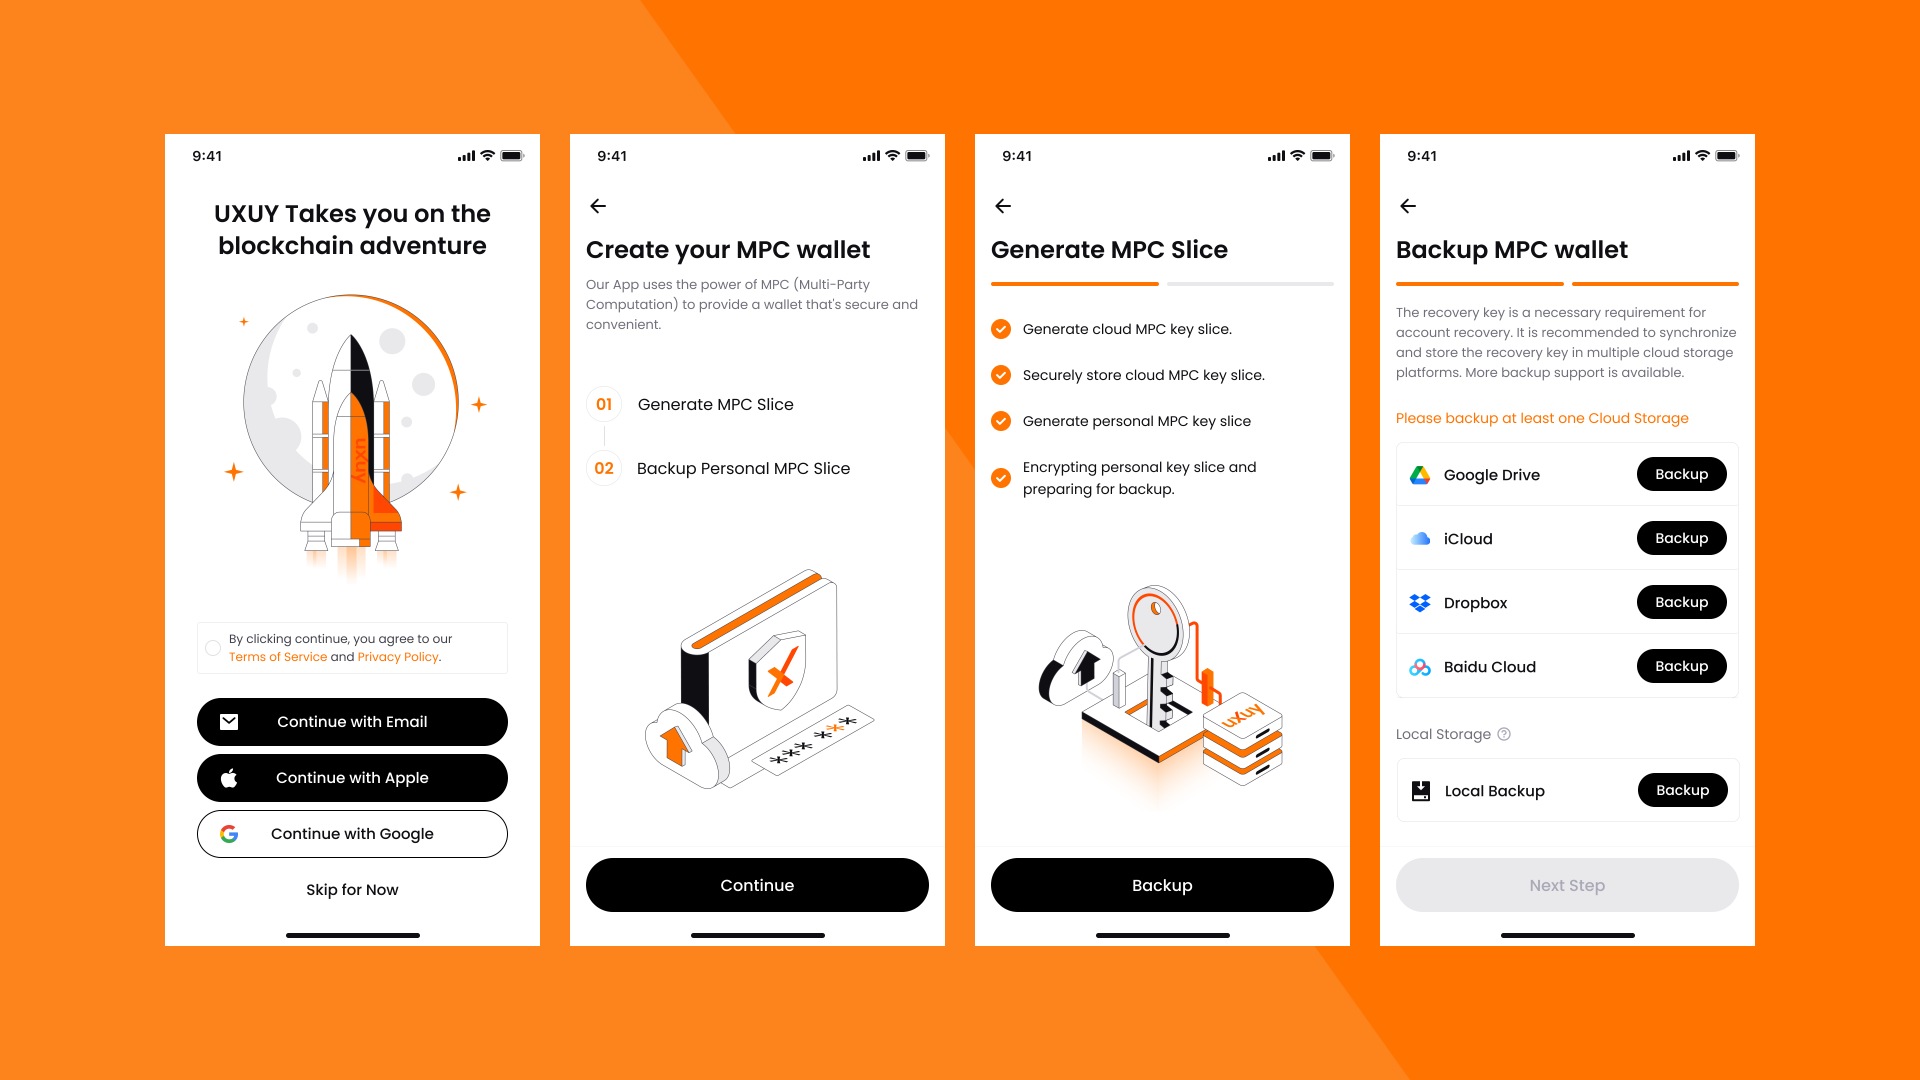 9:41
UXUY Takes you on the
blockchain adventure
uxuy
By clicking continue, you agree to our
Terms of Service and Privacy Policy.
Continue with Email
Continue with Apple
Continue with Google
Skip for Now
9:41
Create your MPC wallet
Our App uses the power of MPC (Multi-Party
Computation) to provide a wallet that's secure and
convenient.
01 Generate MPC Slice
02 Backup Personal MPC Slice
******
Continue
9:41
Generate MPC Slice
Generate cloud MPC key slice.
Securely store cloud MPC key slice.
Generate personal MPC key slice
Encrypting personal key slice and
preparing for backup.
uxuy
Backup
9:41
Backup MPC wallet
The recovery key is a necessary requirement for
account recovery. It is recommended to synchronize
and store the recovery key in multiple cloud storage
platforms. More backup support is available.
Please backup at least one Cloud Storage
Google Drive Backup
iCloud Backup
Dropbox Backup
Baidu Cloud Backup
Local Storage ?
Local Backup Backup
Next Step